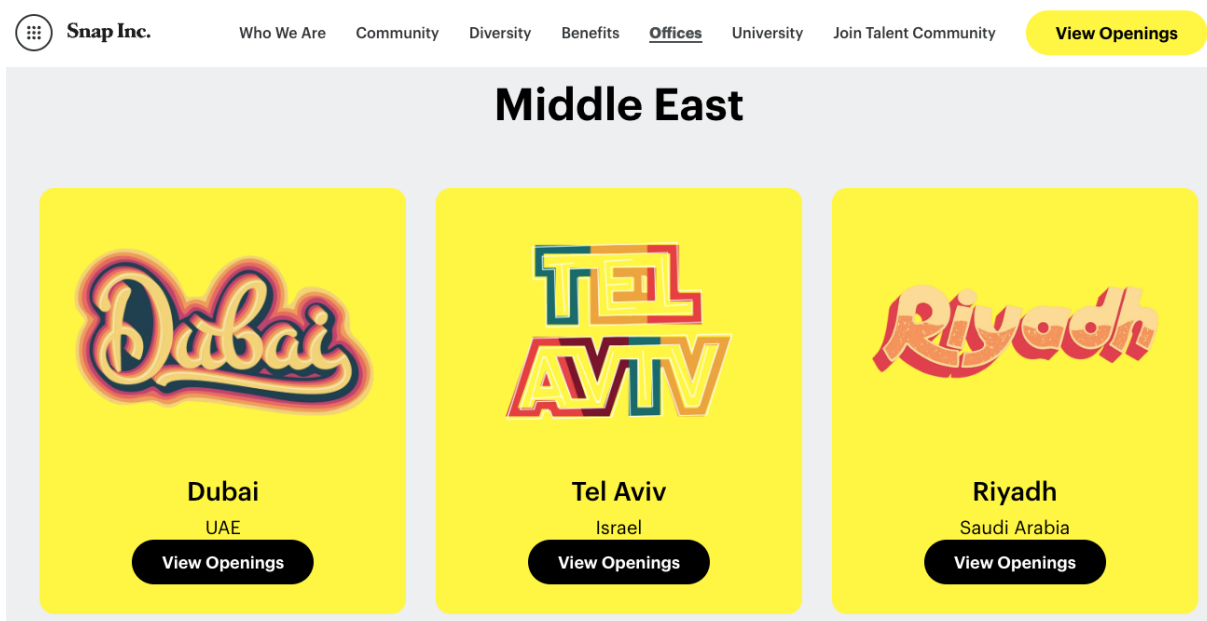 Snap Inc. Who We Are Community Diversity Benefits Offices University Join Talent Community View Openings
Middle East
Dubai
TEL
AVIV
Riyadh
Dubai
UAE
View Openings
Tel Aviv
Israel
View Openings
Riyadh
Saudi Arabia
View Openings